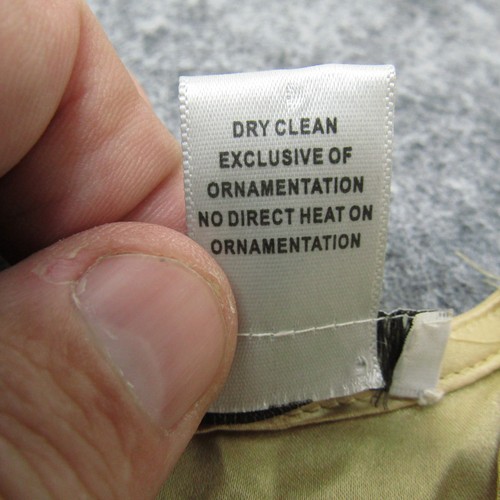 DRY CLEAN
EXCLUSIVE OF
ORNAMENTATION
NO DIRECT HEAT ON
ORNAMENTATION